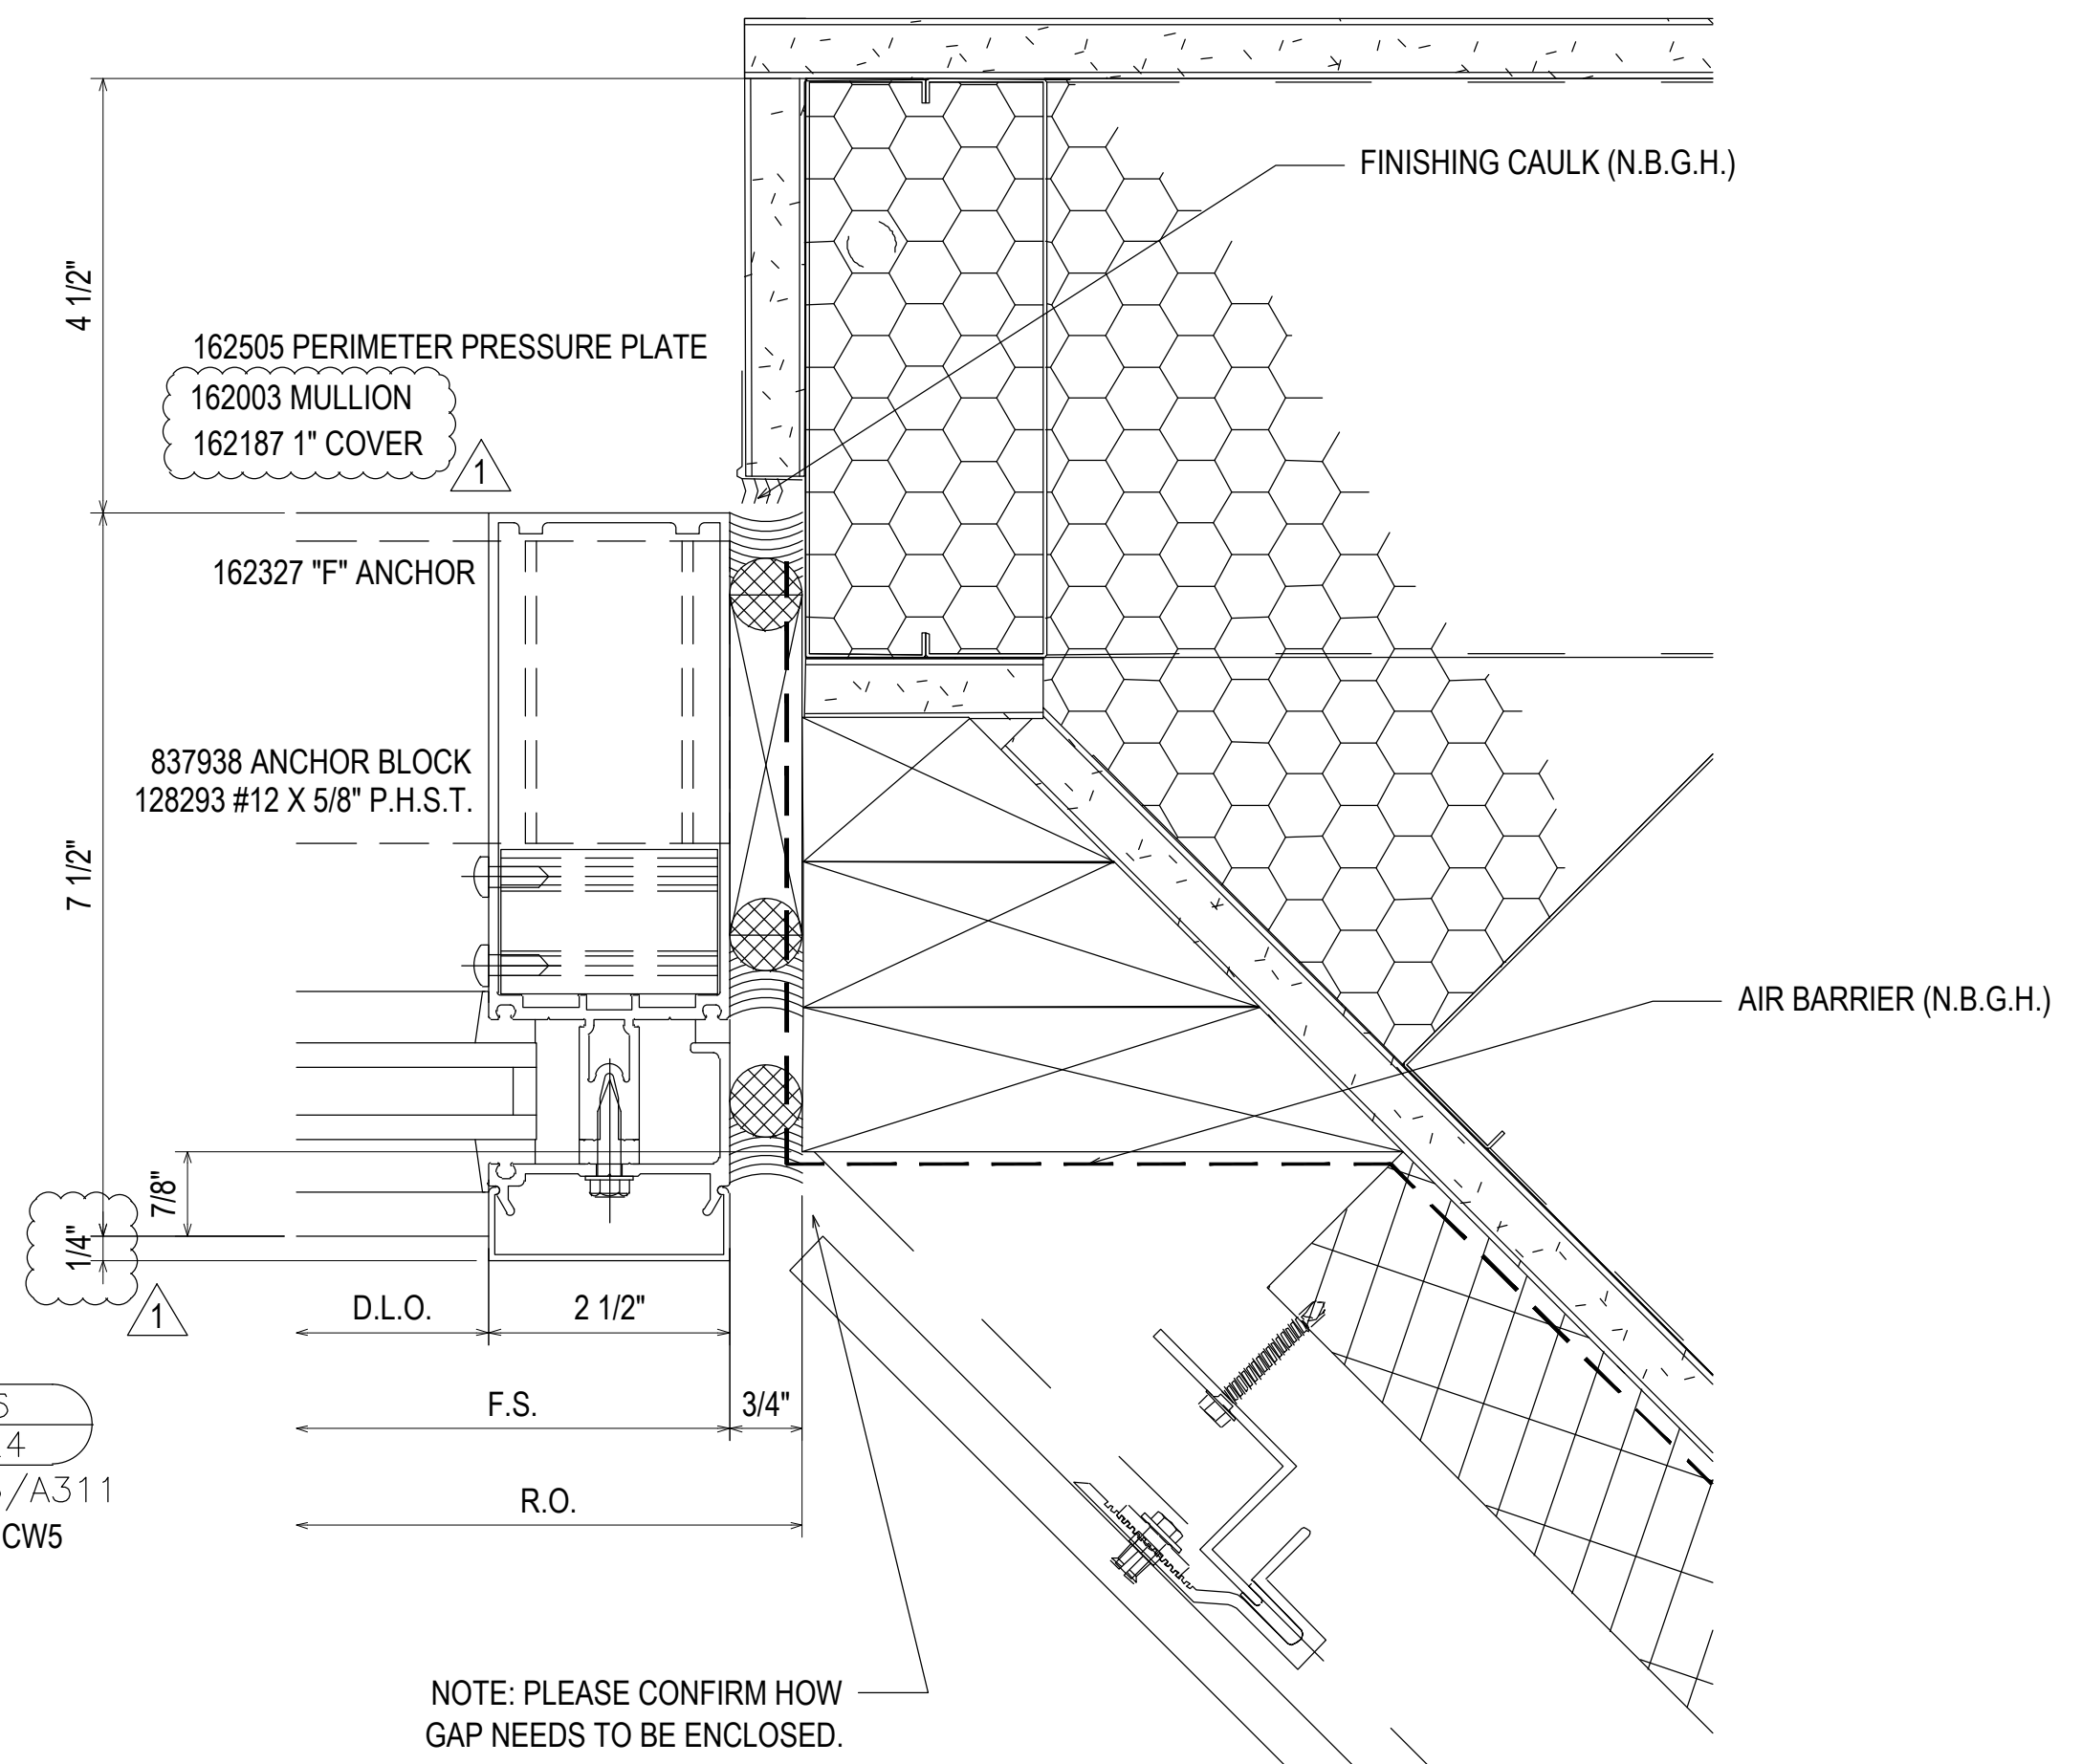 FINISHING CAULK (N.B.G.H.)
4 1/2"
162505 PERIMETER PRESSURE PLATE
162003 MULLION
162187 1" COVER
1
162327 "F" ANCHOR
837938 ANCHOR BLOCK
128293 #12 X 5/8" P.H.S.T.
7 1/2"
AIR BARRIER (N.B.G.H.)
7/8"
1/4"
1
D.L.O.
2 1/2"
F.S.
3/4"
4
/A311
R.O.
CW5
NOTE: PLEASE CONFIRM HOW
GAP NEEDS TO BE ENCLOSED.